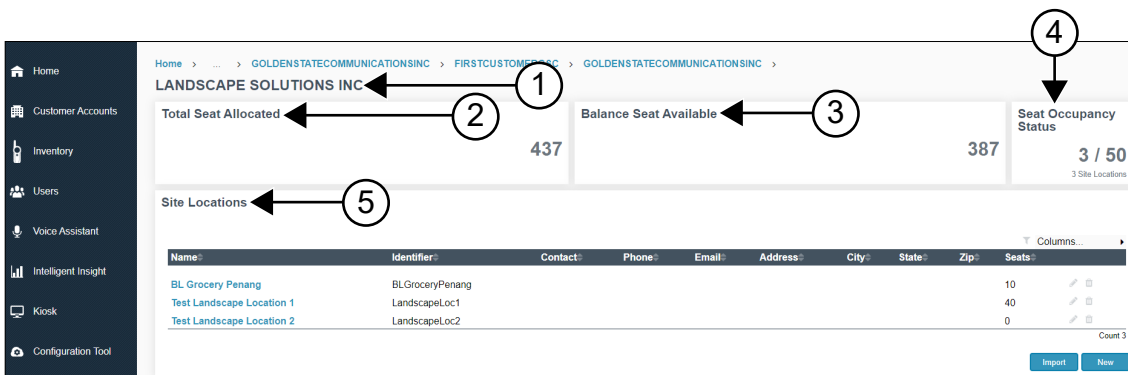 4
Home
Home > ... > GOLDENSTATECOMMUNICATIONSINC > FIRSTCUSTOMER SC > GOLDENSTATECOMMUNICATIONSINC >
LANDSCAPE SOLUTIONS INC
1
Customer Accounts
Total Seat Allocated
2
437
Balance Seat Available
3
387
Seat Occupancy
Status
3 / 50
3 Site Locations
Inventory
Users
Site Locations
5
Voice Assistant
Columns...
Name Identifier Contact Phone Email Address City State Zip Seats
Intelligent Insight
BL Grocery Penang BLGroceryPenang 10
Test Landscape Location 1 LandscapeLoc1 40
Kiosk
Test Landscape Location 2 LandscapeLoc2 0
Count 3
Configuration Tool
Import New